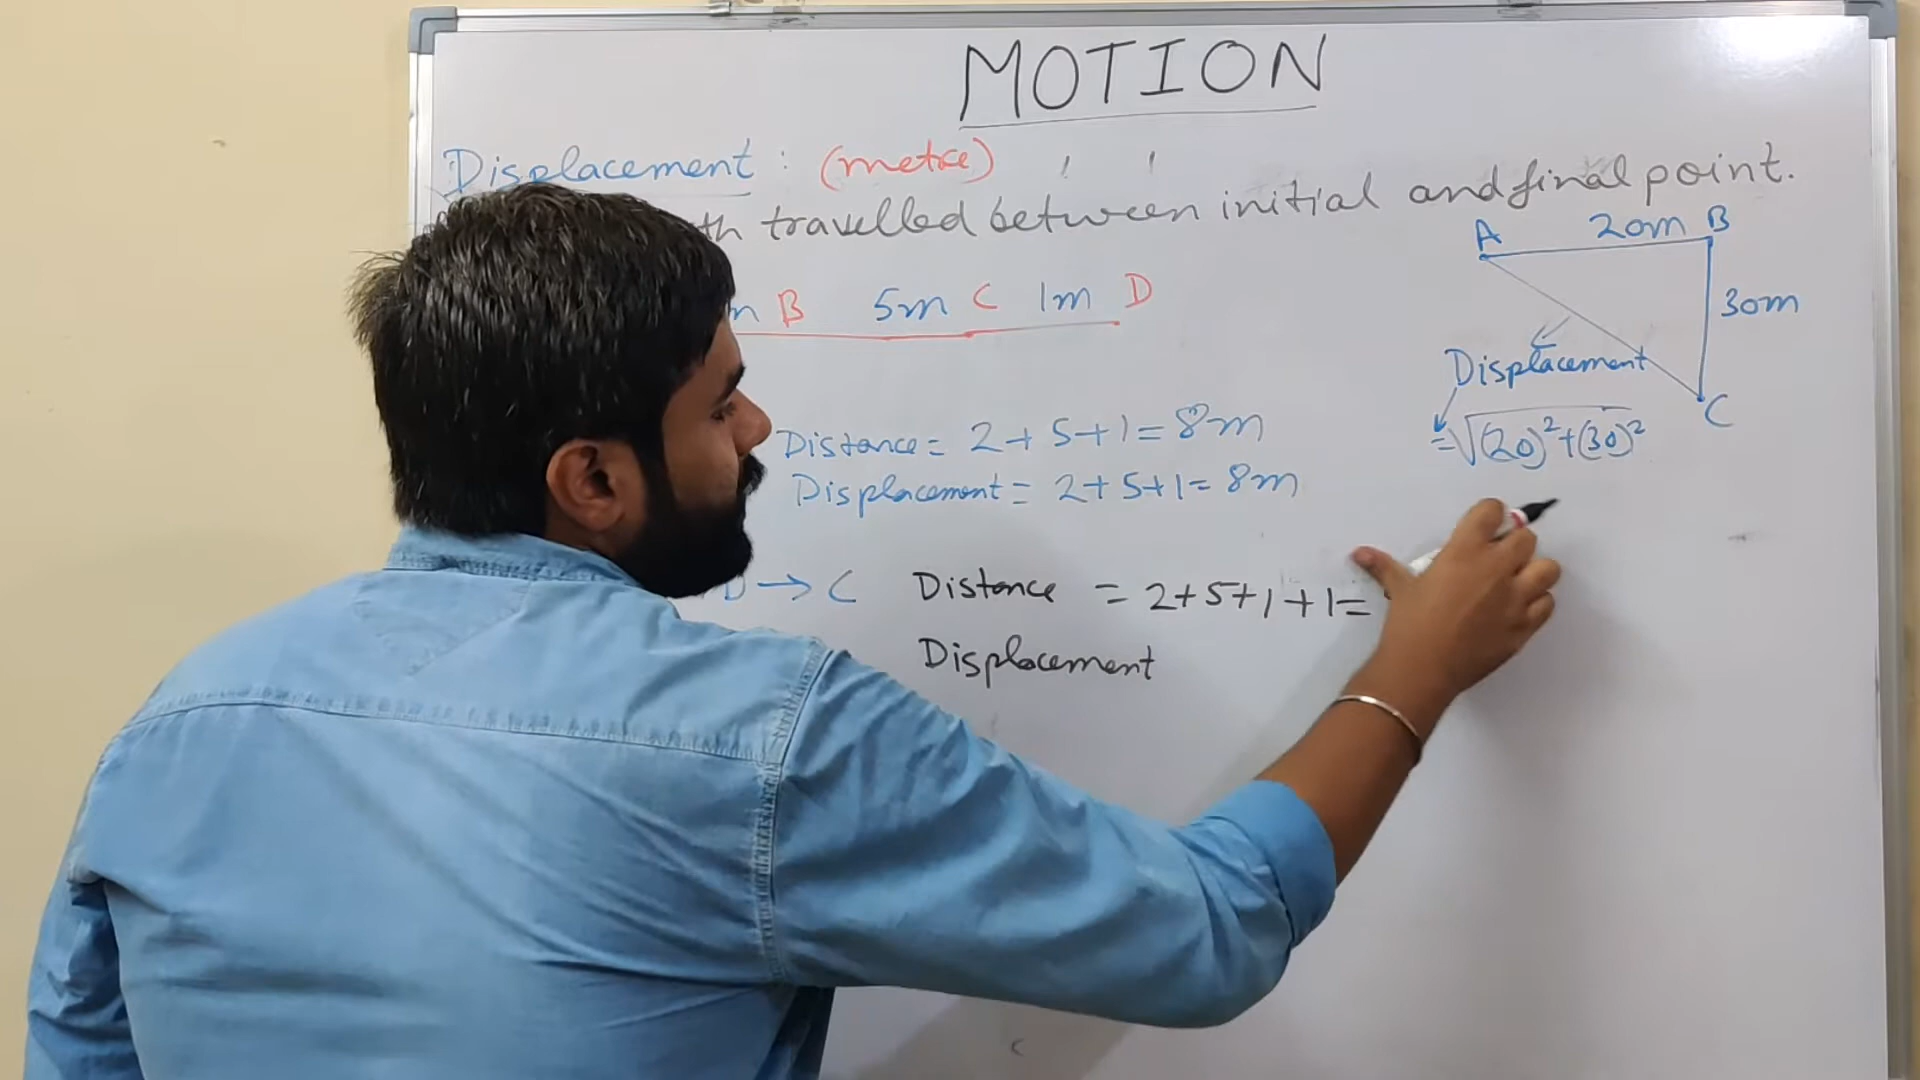 MOTION
Displacement : (metre)
travelled between initial and final point.
B 5m C 1m D
Distance = 2+5+1=8m
Displacement = 2+5+1=8m
D → C Distance = 2+5+1+1=
Displacement
A 20m B
30m
Displacement
C
=√(20)²+(30)²